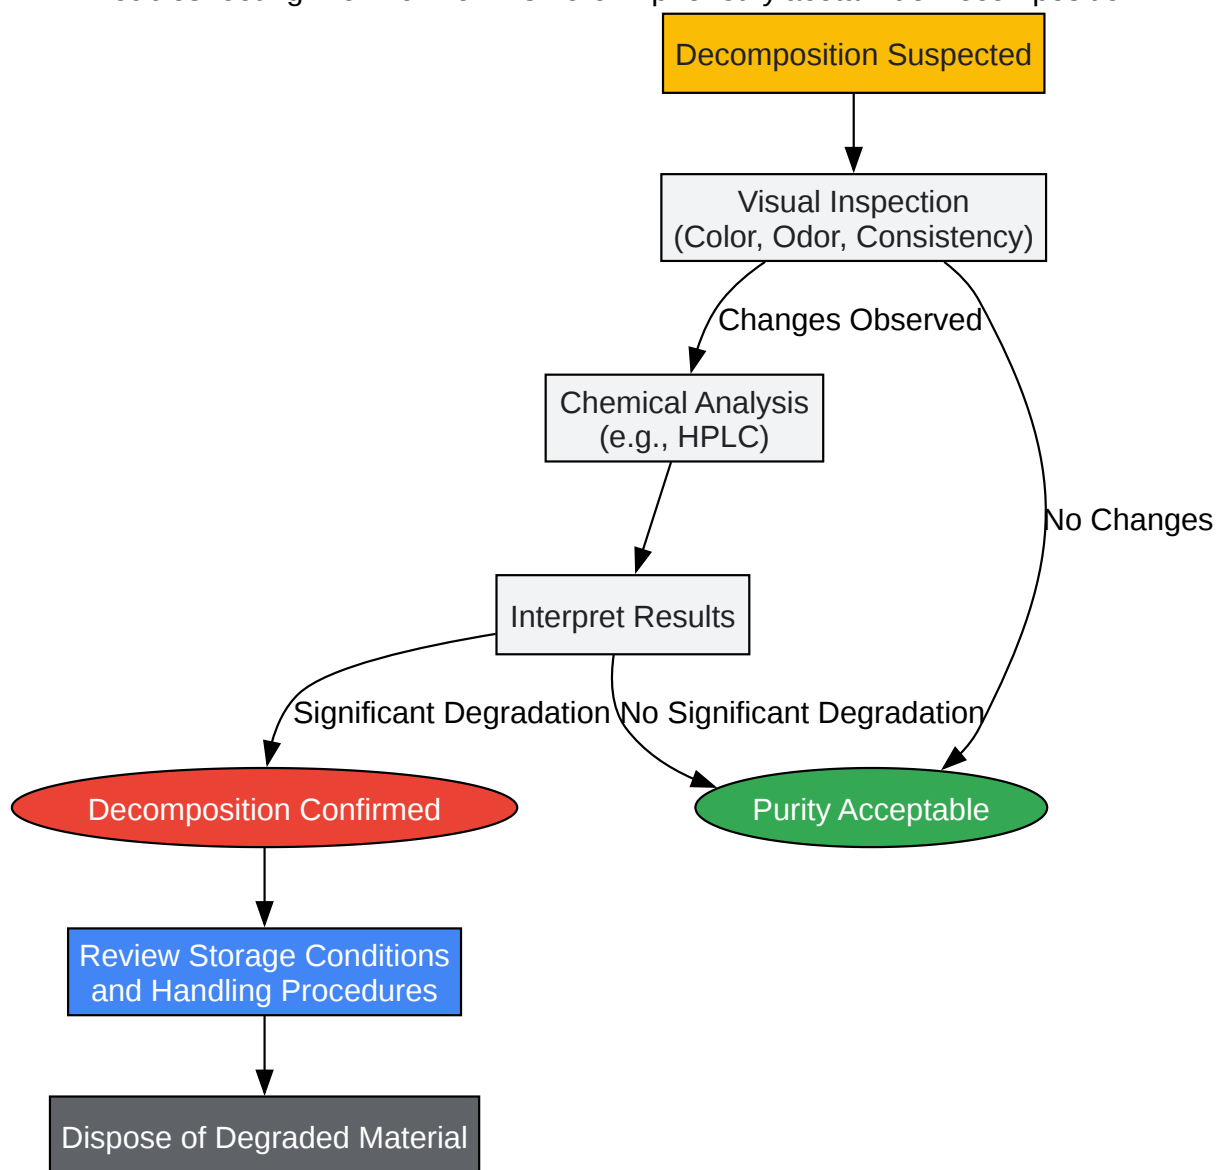 Decomposition Suspected
Visual Inspection
(Color, Odor, Consistency)
Changes Observed
Chemical Analysis
(e.g., HPLC)
No Changes
Interpret Results
Significant Degradation
No Significant Degradation
Decomposition Confirmed
Purity Acceptable
Review Storage Conditions
and Handling Procedures
Dispose of Degraded Material